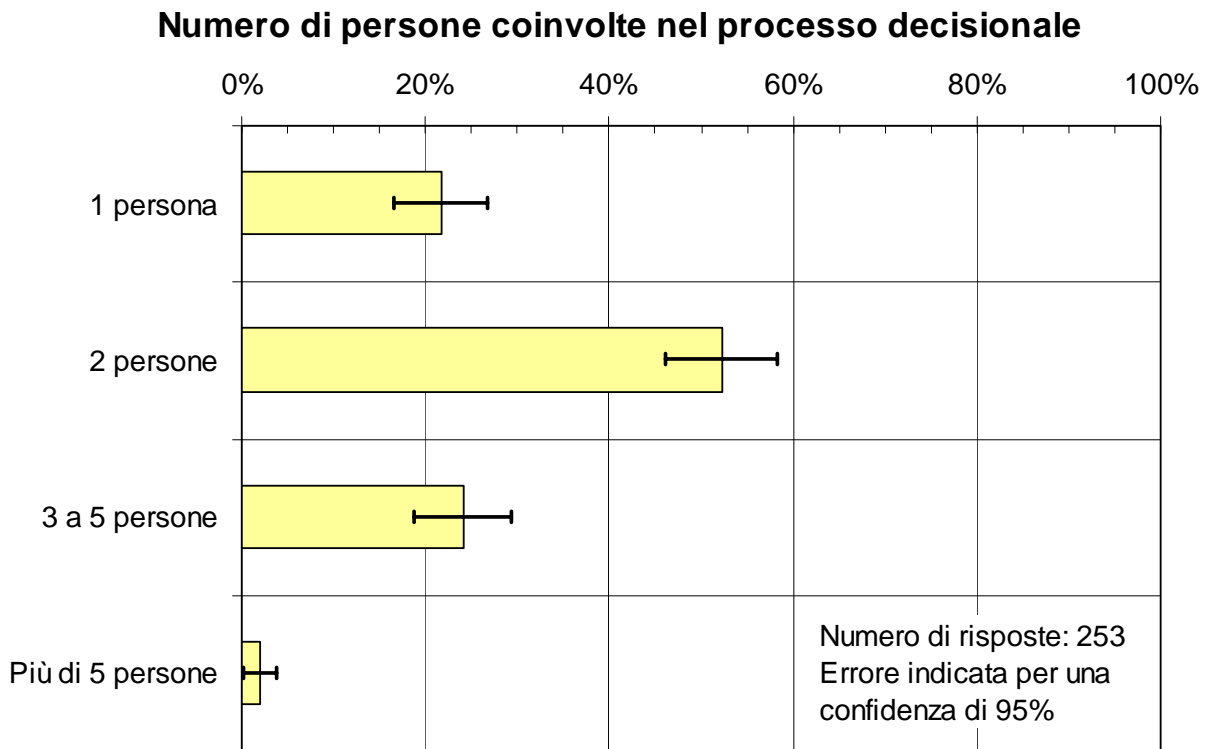 Numero di persone coinvolte nel processo decisionale
0% 20% 40% 60% 80% 100%
1 persona
2 persone
3 a 5 persone
Più di 5 persone
Numero di risposte: 253
Errore indicata per una
confidenza di 95%